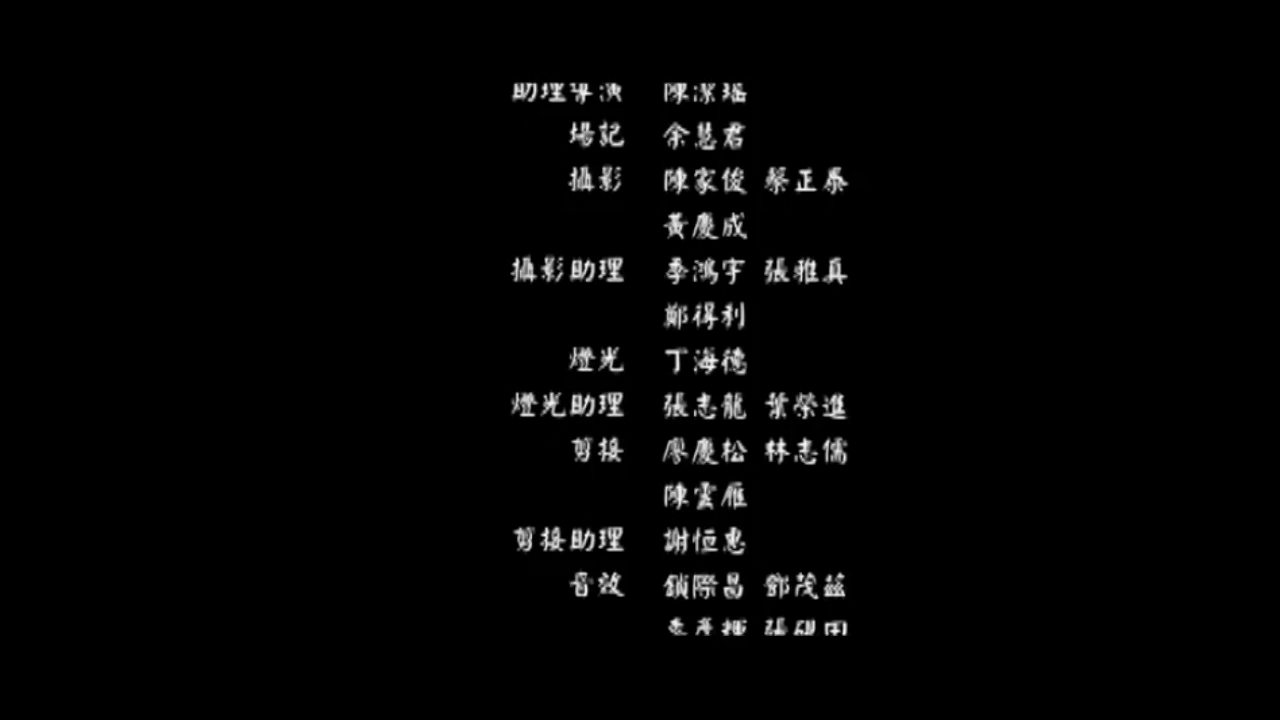 助理導演 陳潔瑶
場記 余慧君
攝影 陳家俊 蔡正泰
黃慶成
攝影助理 季鴻宇 張雅真
鄭得利
燈光 丁海德
燈光助理 張志龍 葉榮進
剪接 廖慶松 林志儒
陳雲雁
剪接助理 謝恒惠
音效 鎖際昌 鄧茂茲